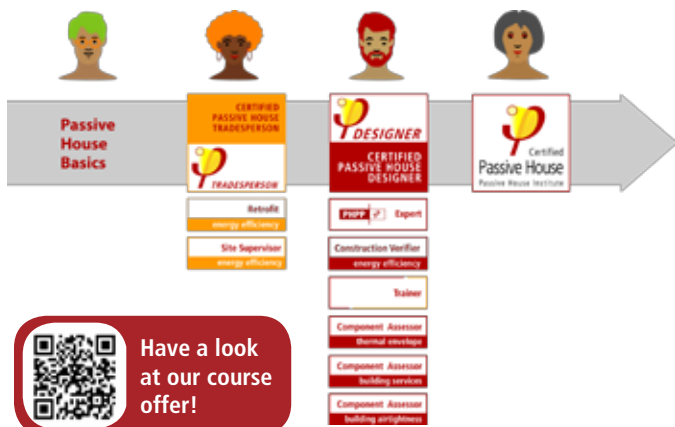 Passive
House
Basics
CERTIFIED
PASSIVE HOUSE
TRADESPERSON
TRADESPERSON
Retrofit
energy efficiency
Site Supervisor
energy efficiency
DESIGNER
CERTIFIED
PASSIVE HOUSE
DESIGNER
PHPP Expert
Construction Verifier
energy efficiency
Trainer
Component Assessor
thermal envelope
Component Assessor
building services
Component Assessor
building airtightness
Certified
Passive House
Passive House Institute
Have a look
at our course
offer!